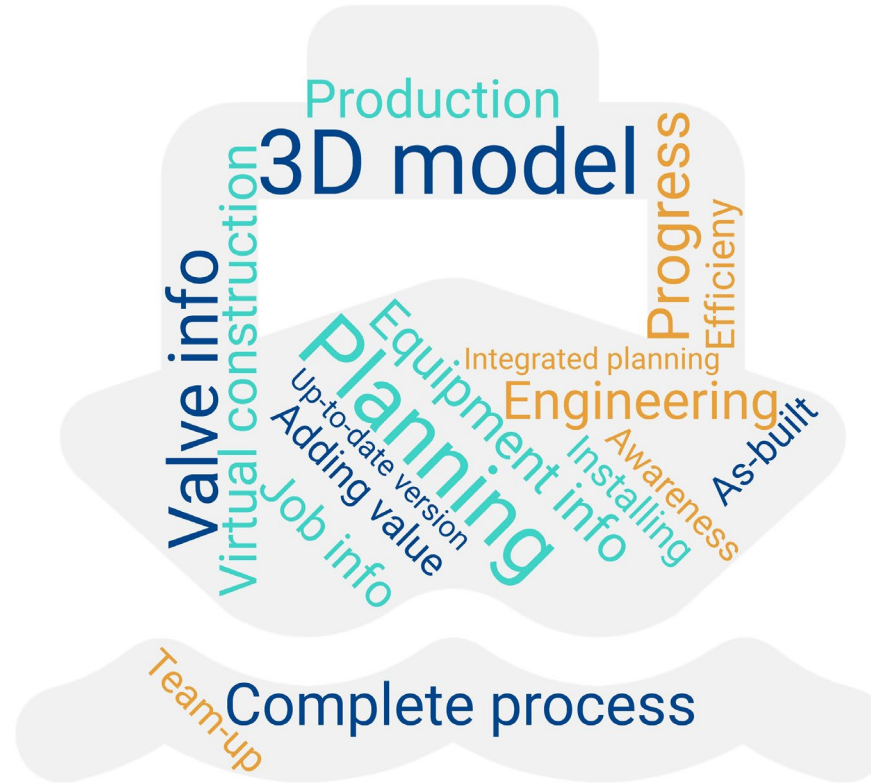 Production
3D model
Progress
Efficieny
Virtual construction
Valve info
Equipment info
Planning
Integrated planning
Engineering
Up-to-date version
Adding value
Job info
Installing
Awareness
As-built
Team-up
Complete process